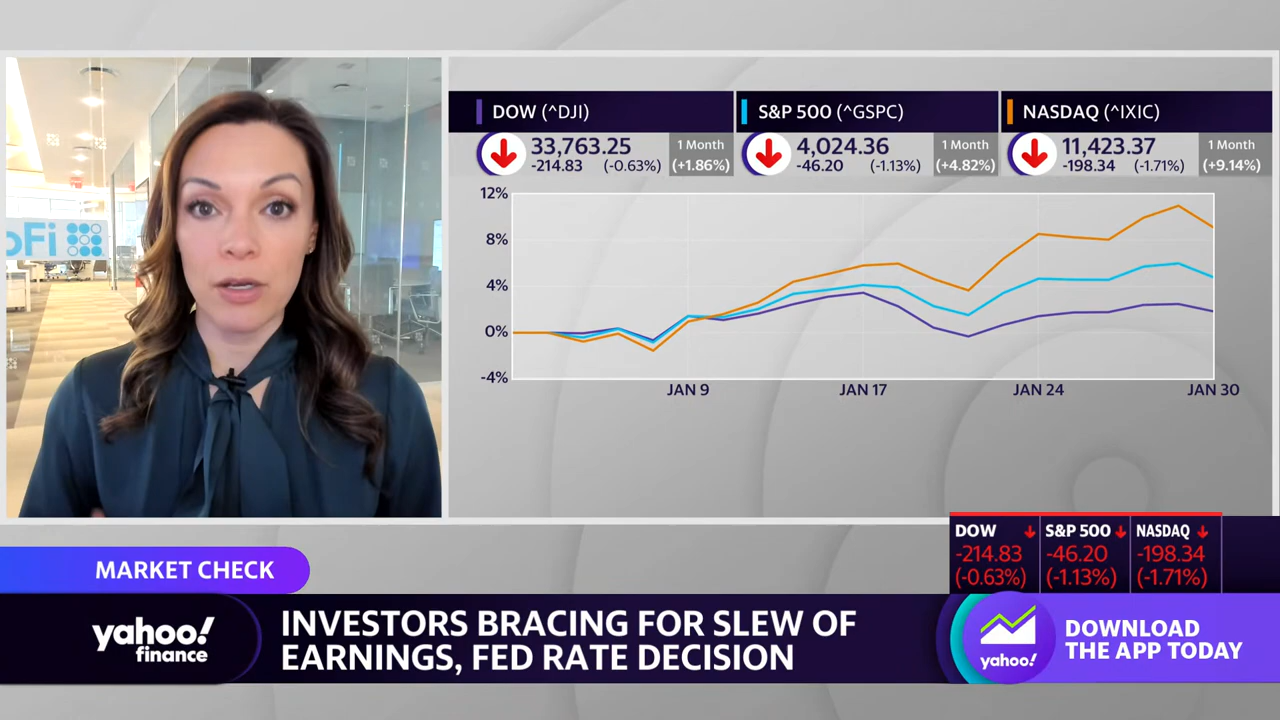 oFi
DOW (^DJI)
33,763.25
-214.83 (-0.63%)
1 Month
(+1.86%)
S&P 500 (^GSPC)
4,024.36
-46.20 (-1.13%)
1 Month
(+4.82%)
NASDAQ (^IXIC)
11,423.37
-198.34 (-1.71%)
1 Month
(+9.14%)
12%
8%
4%
0%
-4%
JAN 9 JAN 17 JAN 24 JAN 30
DOW
-214.83
(-0.63%)
S&P 500
-46.20
(-1.13%)
NASDAQ
-198.34
(-1.71%)
MARKET CHECK
yahoo!
finance
INVESTORS BRACING FOR SLEW OF
EARNINGS, FED RATE DECISION
yahoo!
DOWNLOAD
THE APP TODAY